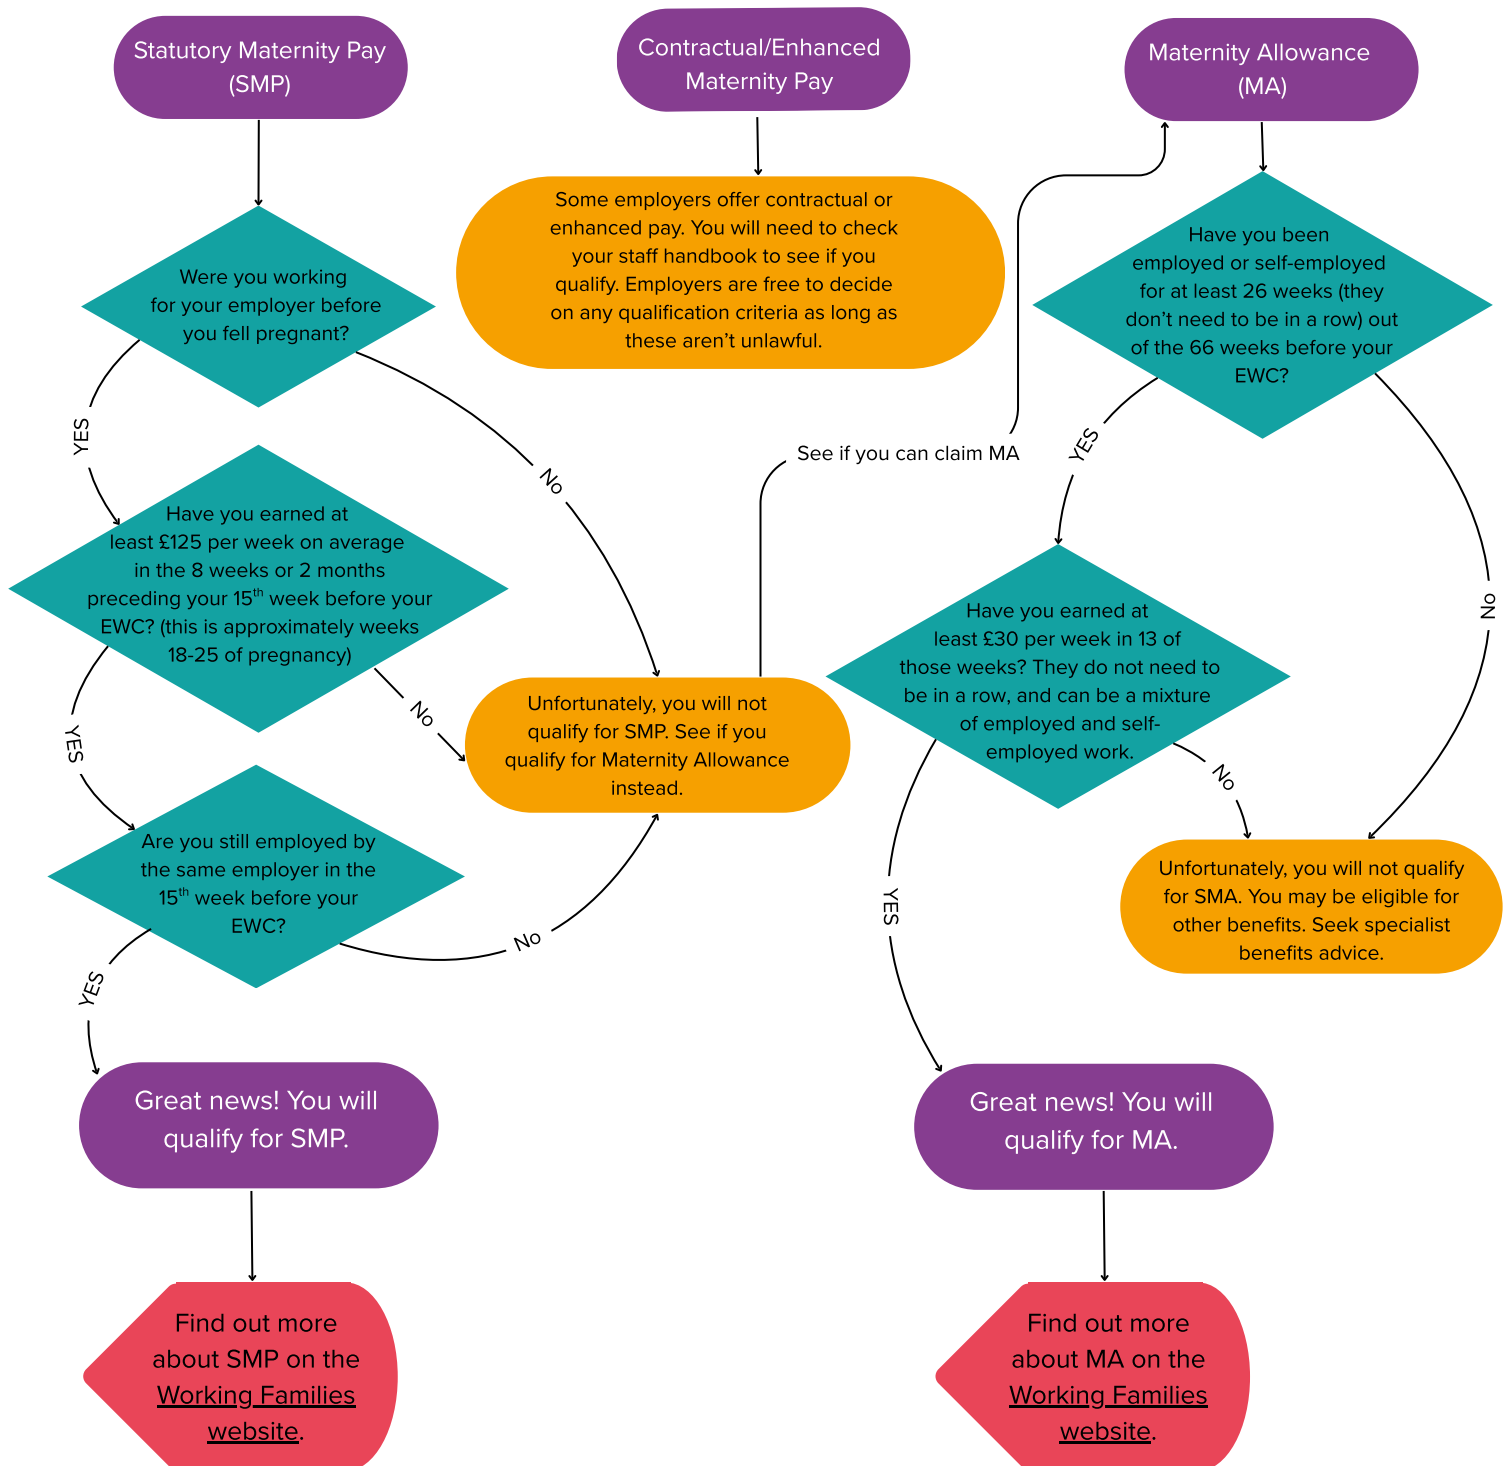 Statutory Maternity Pay
(SMP)
Were you working
for your employer before
you fell pregnant?
YES
No
Have you earned at
least £125 per week on average
in the 8 weeks or 2 months
preceding your 15th week before your
EWC? (this is approximately weeks
18-25 of pregnancy)
YES
No
Are you still employed by
the same employer in the
15th week before your
EWC?
YES
No
Great news! You will
qualify for SMP.
Find out more
about SMP on the
Working Families
website.
Contractual/Enhanced
Maternity Pay
Some employers offer contractual or
enhanced pay. You will need to check
your staff handbook to see if you
qualify. Employers are free to decide
on any qualification criteria as long as
these aren’t unlawful.
Unfortunately, you will not
qualify for SMP. See if you
qualify for Maternity Allowance
instead.
See if you can claim MA
Maternity Allowance
(MA)
Have you been
employed or self-employed
for at least 26 weeks (they
don’t need to be in a row) out
of the 66 weeks before your
EWC?
YES
No
Have you earned at
least £30 per week in 13 of
those weeks? They do not need to
be in a row, and can be a mixture
of employed and self-
employed work.
YES
No
Unfortunately, you will not qualify
for SMA. You may be eligible for
other benefits. Seek specialist
benefits advice.
Great news! You will
qualify for MA.
Find out more
about MA on the
Working Families
website.